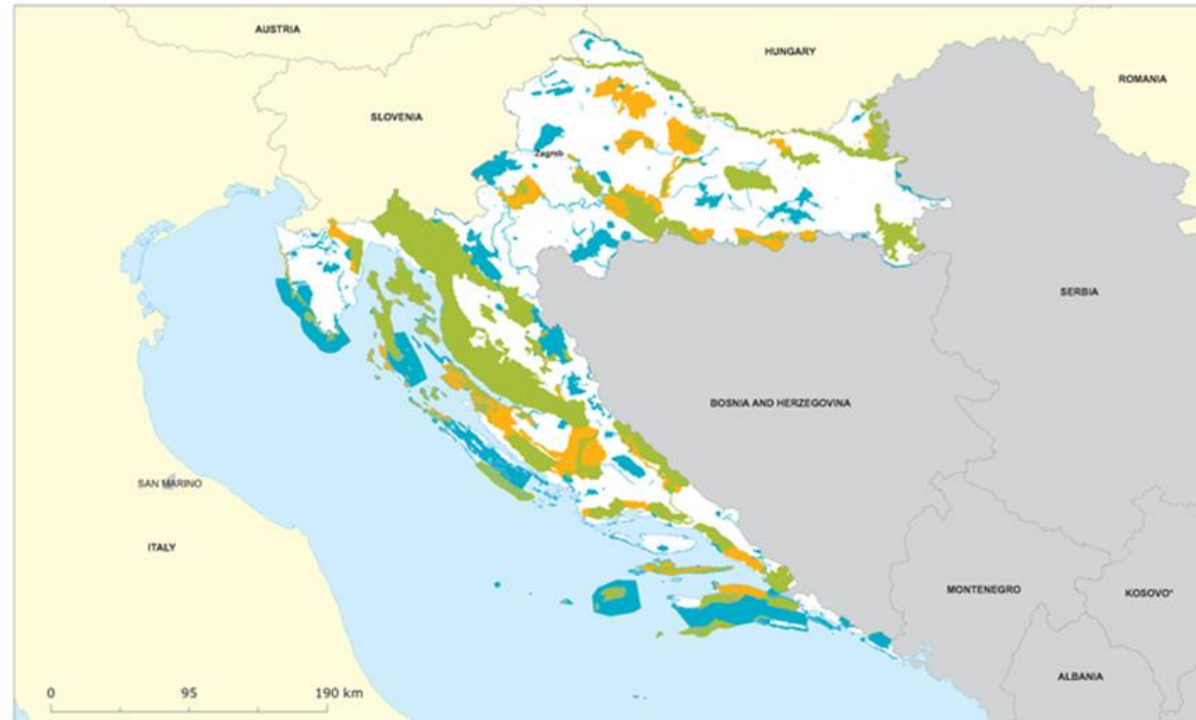 AUSTRIA
HUNGARY
ROMANIA
SLOVENIA
Zagreb
SERBIA
BOSNIA AND HERZEGOVINA
SAN MARINO
ITALY
MONTENEGRO
KOSOVO*
ALBANIA
0 95 190 km